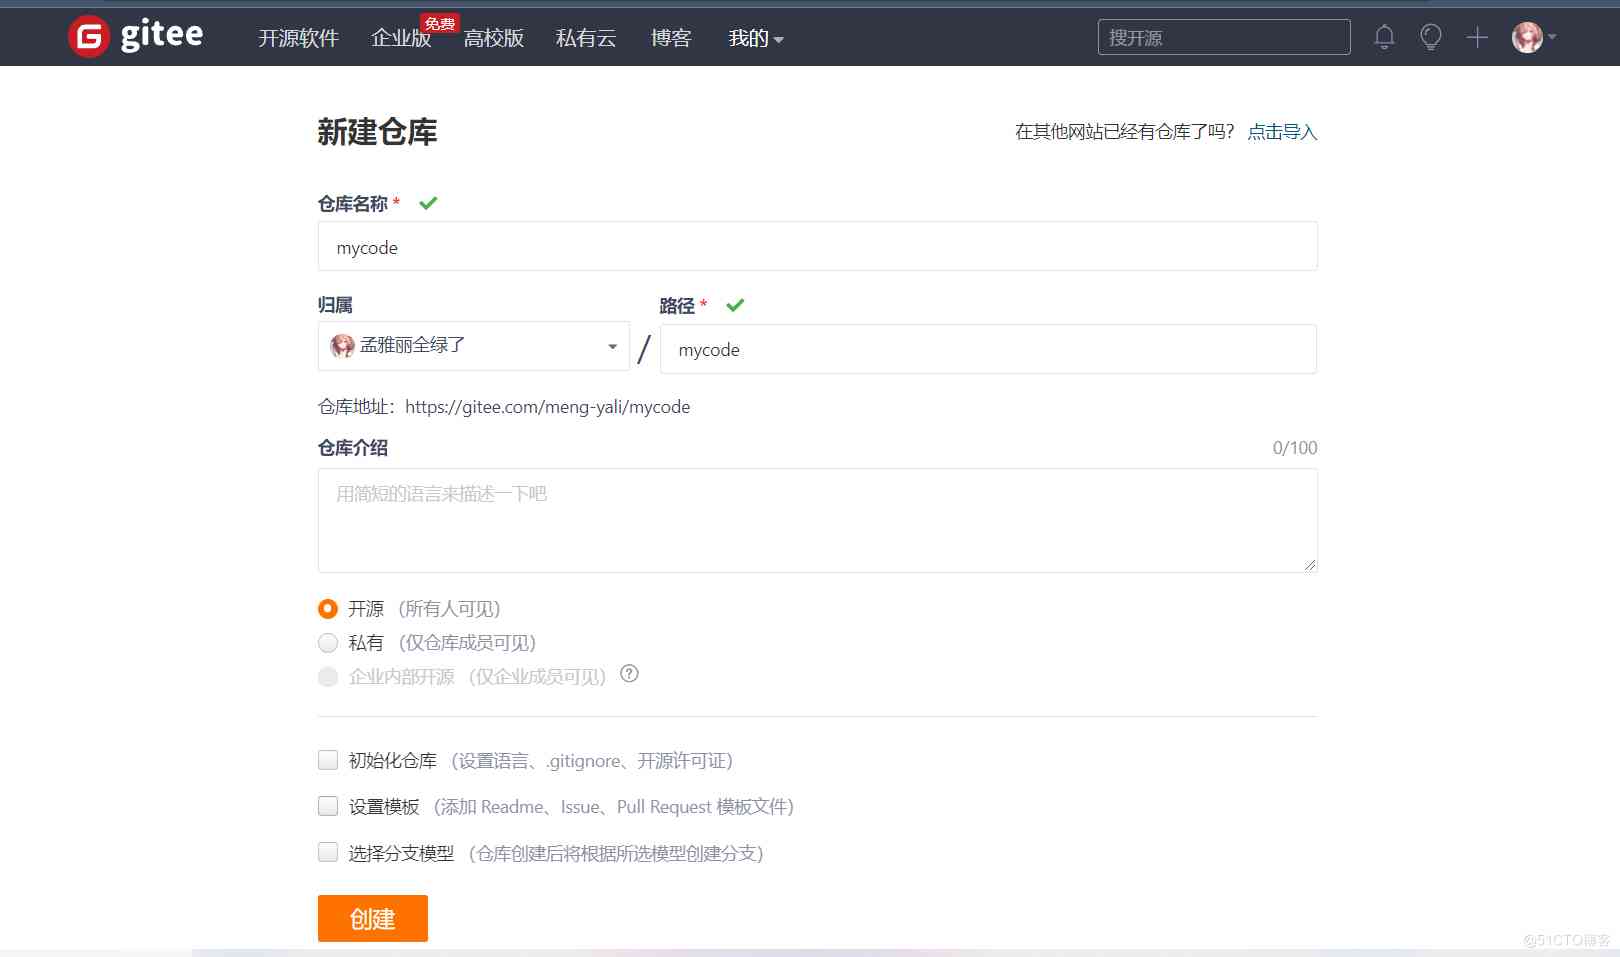 gitee 开源软件 企业版 免费 高校版 私有云 博客 我的 搜开源
新建仓库 在其他网站已经有仓库了吗? 点击导入
仓库名称 *
mycode
归属 路径 *
孟雅丽全绿了 / mycode
仓库地址：https://gitee.com/meng-yali/mycode
仓库介绍 0/100
用简短的语言来描述一下吧
开源 （所有人可见）
私有 （仅仓库成员可见）
企业内部开源 （仅企业成员可见） ?
初始化仓库 （设置语言、.gitignore、开源许可证）
设置模板 （添加 Readme、Issue、Pull Request 模板文件）
选择分支模型 （仓库创建后将根据所选模型创建分支）
创建
@51CTO博客